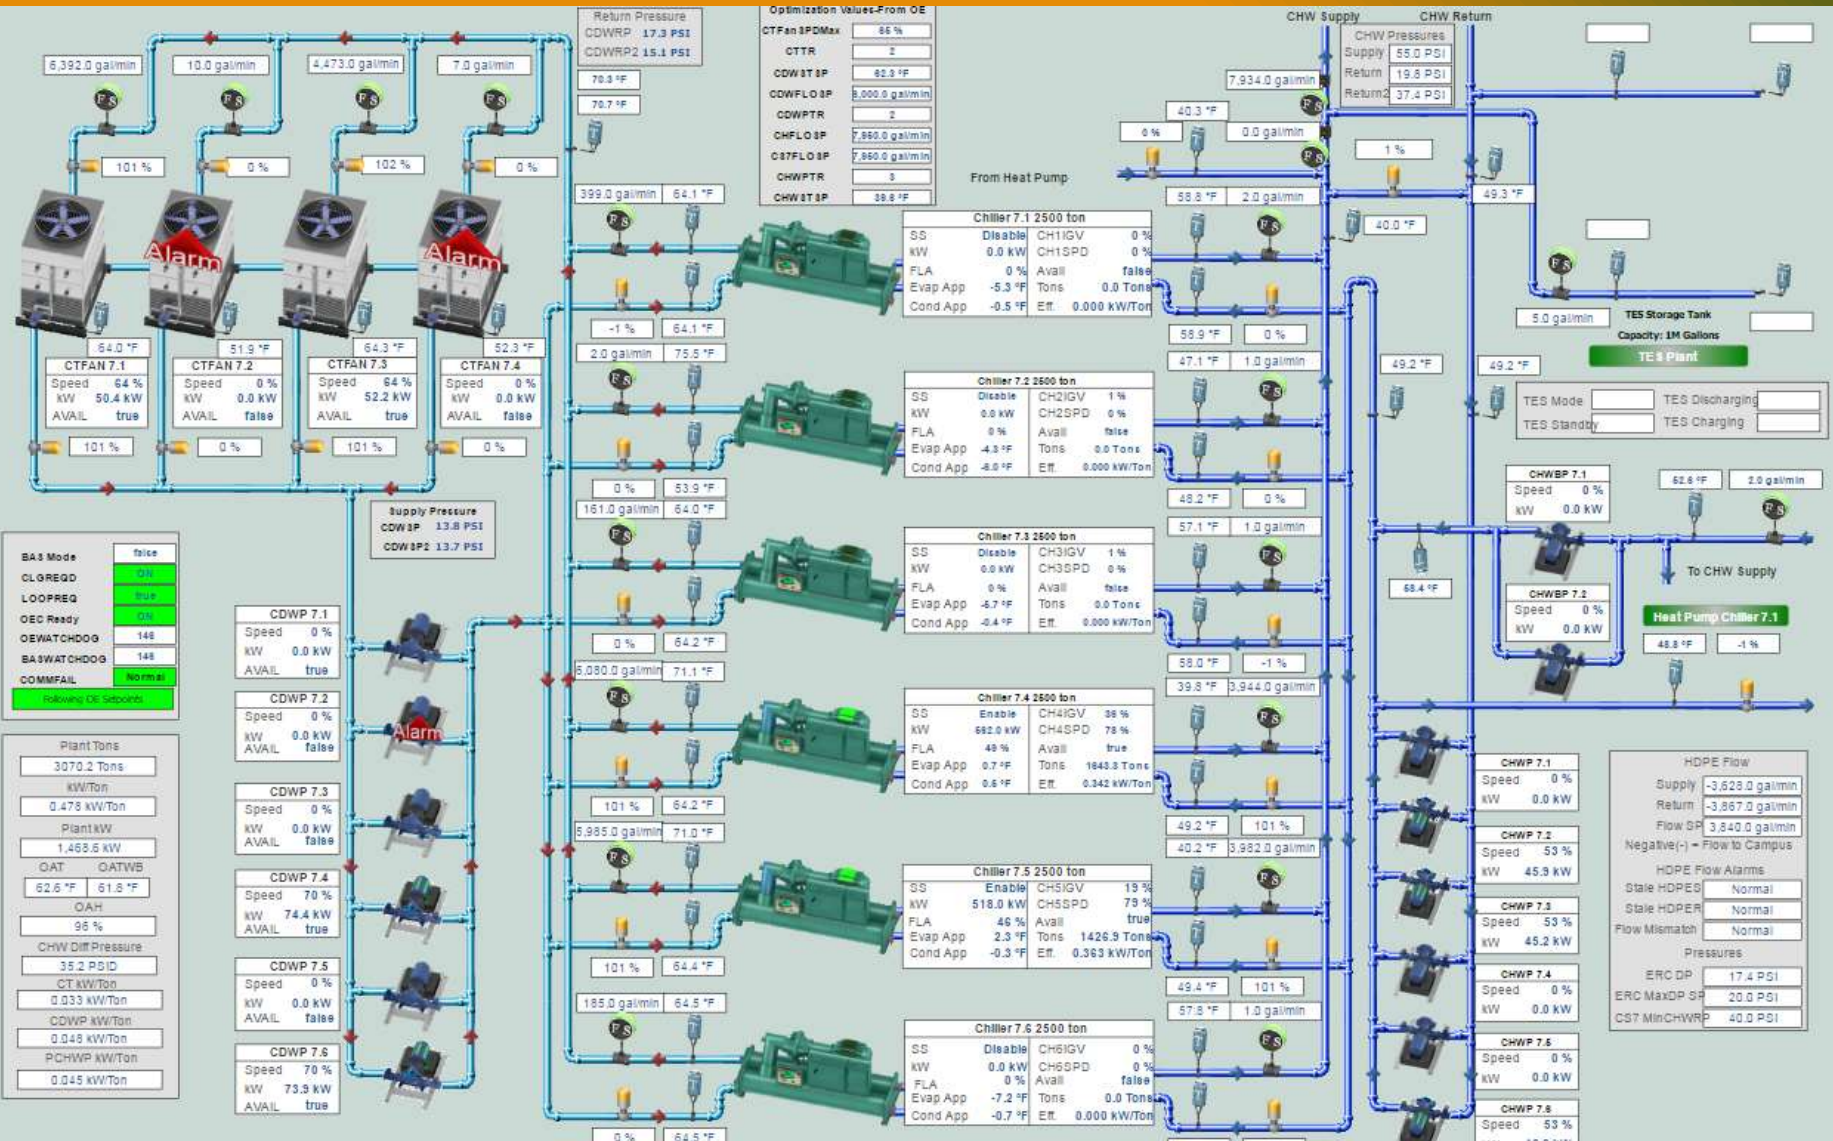 Return Pressure
CDWRP 17.3 PSI
CDWRP2 15.1 PSI
70.3 °F
70.7 °F
Optimization Values-From OE
CTFan SPDMax 65 %
CTTR 2
CDWSTSP 62.3 °F
CDWFLOSP
CDWPTR 2
CHFLOSP 7,960.0 gal/min
CS7FLOSP 7,960.0 gal/min
CHWPTR 3
CHWSTSP 39.6 °F
CHW Supply CHW Return
CHW Pressures
Supply 55.0 PSI
Return 19.8 PSI
Return2 37.4 PSI
6,392.0 gal/min 10.0 gal/min 4,473.0 gal/min 7.0 gal/min
FS FS FS FS
101 % 0 % 102 % 0 %
Alarm Alarm
64.0 °F 51.9 °F 64.3 °F 52.3 °F
CTFAN 7.1
Speed 64 %
kW 50.4 kW
AVAIL true
CTFAN 7.2
Speed 0 %
kW 0.0 kW
AVAIL false
CTFAN 7.3
Speed 64 %
kW 52.2 kW
AVAIL true
CTFAN 7.4
Speed 0 %
kW 0.0 kW
AVAIL false
101 % 0 % 101 % 0 %
Supply Pressure
CDWSP 13.8 PSI
CDWSP2 13.7 PSI
BAS Mode false
CLGREQD ON
LOOPREQ true
OEC Ready ON
OEWATCHDOG 146
BASWATCHDOG 146
COMMFAIL Normal
Following OE Setpoints
Plant Tons
3070.2 Tons
kW/Ton
0.478 kW/Ton
Plant kW
1,468.6 kW
OAT OATWB
62.6 °F 61.8 °F
OAH
96 %
CHW Diff Pressure
35.2 PSID
CT kW/Ton
0.033 kW/Ton
CDWP kW/Ton
0.048 kW/Ton
PCHWP kW/Ton
0.045 kW/Ton
CDWP 7.1
Speed 0 %
kW 0.0 kW
AVAIL true
CDWP 7.2
Speed 0 %
kW 0.0 kW
AVAIL false
Alarm
CDWP 7.3
Speed 0 %
kW 0.0 kW
AVAIL false
CDWP 7.4
Speed 70 %
kW 74.4 kW
AVAIL true
CDWP 7.5
Speed 0 %
kW 0.0 kW
AVAIL false
CDWP 7.6
Speed 70 %
kW 73.9 kW
AVAIL true
399.0 gal/min 64.1 °F
FS
-1 % 64.1 °F
2.0 gal/min 75.5 °F
FS
0 % 53.9 °F
161.0 gal/min 64.0 °F
FS
0 % 64.2 °F
6,080.0 gal/min 71.1 °F
FS
101 % 64.2 °F
5,985.0 gal/min 71.0 °F
FS
101 % 64.4 °F
185.0 gal/min 64.5 °F
FS
0 % 64.5 °F
From Heat Pump
0 %
40.3 °F
7,934.0 gal/min
FS
0.0 gal/min
FS
1 %
49.3 °F
40.0 °F
Chiller 7.1 2500 ton
SS Disable CH1IGV 0 %
kW 0.0 kW CH1SPD 0 %
FLA 0 % Avail false
Evap App -5.3 °F Tons 0.0 Tons
Cond App -0.5 °F Eff. 0.000 kW/Ton
58.8 °F 2.0 gal/min
FS
58.9 °F 0 %
Chiller 7.2 2500 ton
SS Disable CH2IGV 1 %
kW 0.0 kW CH2SPD 0 %
FLA 0 % Avail false
Evap App -4.3 °F Tons 0.0 Tons
Cond App -6.0 °F Eff. 0.000 kW/Ton
47.1 °F 1.0 gal/min
FS
48.2 °F 0 %
Chiller 7.3 2500 ton
SS Disable CH3IGV 1 %
kW 0.0 kW CH3SPD 0 %
FLA 0 % Avail false
Evap App Tons 0.0 Tons
Cond App -0.4 °F Eff. 0.000 kW/Ton
57.1 °F 1.0 gal/min
FS
58.0 °F -1 %
Chiller 7.4 2500 ton
SS Enable CH4IGV 36 %
kW CH4SPD 78 %
FLA Avail true
Evap App 0.7 °F Tons 1643.3 Tons
Cond App Eff. 0.342 kW/Ton
39.8 °F 3,944.0 gal/min
FS
49.2 °F 101 %
Chiller 7.5 2500 ton
SS Enable CH5IGV 19 %
kW 518.0 kW CH5SPD 79 %
FLA 46 % Avail true
Evap App 2.3 °F Tons 1426.9 Tons
Cond App -0.3 °F Eff. 0.363 kW/Ton
40.2 °F 3,982.0 gal/min
FS
49.4 °F 101 %
Chiller 7.6 2500 ton
SS Disable CH6IGV 0 %
kW 0.0 kW CH6SPD 0 %
FLA 0 % Avail false
Evap App -7.2 °F Tons 0.0 Tons
Cond App -0.7 °F Eff. 0.000 kW/Ton
57.8 °F 1.0 gal/min
FS
FS
5.0 gal/min
TES Storage Tank
Capacity: 1M Gallons
TES Plant
49.2 °F 49.2 °F
TES Mode TES Discharging
TES Standby TES Charging
CHWBP 7.1
Speed 0 %
kW 0.0 kW
2.0 gal/min
FS
To CHW Supply
CHWBP 7.2
Speed 0 %
kW 0.0 kW
Heat Pump Chiller 7.1
-1 %
CHWP 7.1
Speed 0 %
kW 0.0 kW
CHWP 7.2
Speed 53 %
kW 45.9 kW
CHWP 7.3
Speed 53 %
kW 45.2 kW
CHWP 7.4
Speed 0 %
kW 0.0 kW
CHWP 7.5
Speed 0 %
kW 0.0 kW
CHWP 7.6
Speed 53 %
HDPE Flow
Supply -3,628.0 gal/min
Return -3,867.0 gal/min
Flow SP 3,840.0 gal/min
Negative(-) = Flow to Campus
HDPE Flow Alarms
Stale HDPES Normal
Stale HDPER Normal
Flow Mismatch Normal
Pressures
ERC DP 17.4 PSI
ERC MaxDP SP 20.0 PSI
CS7 MinCHWRP 40.0 PSI